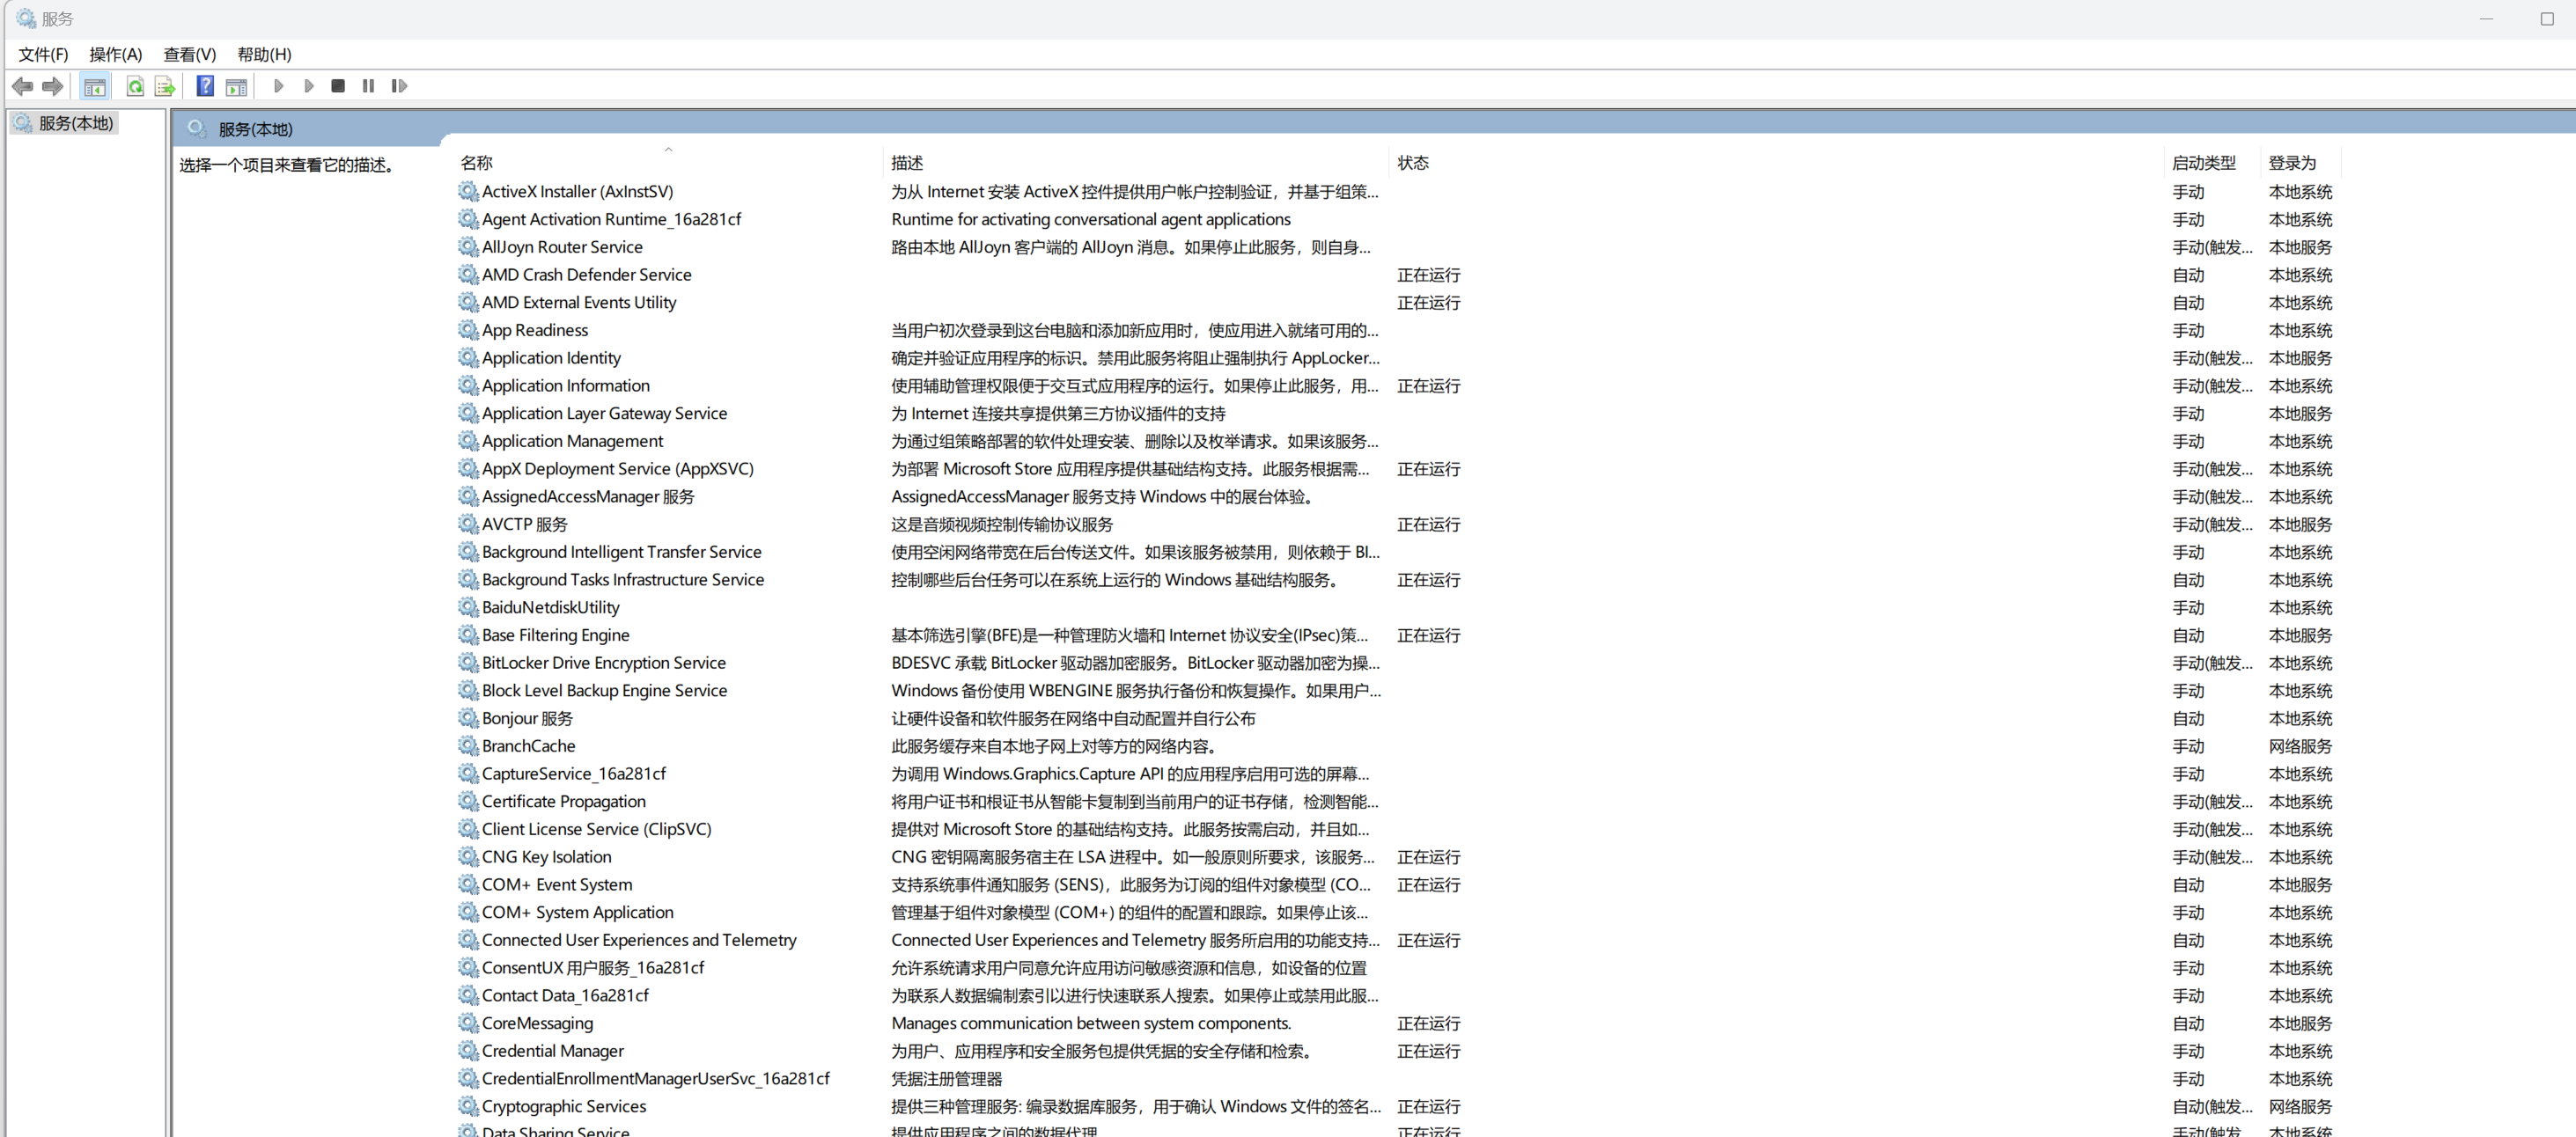 服务
文件(F) 操作(A) 查看(V) 帮助(H)
服务(本地)
服务(本地)
选择一个项目来查看它的描述。
名称 描述 状态 启动类型 登录为
ActiveX Installer (AxInstSV) 为从 Internet 安装 ActiveX 控件提供用户帐户控制验证，并基于组策... 手动 本地系统
Agent Activation Runtime_16a281cf Runtime for activating conversational agent applications 手动 本地系统
AllJoyn Router Service 路由本地 AllJoyn 客户端的 AllJoyn 消息。如果停止此服务，则自身... 手动(触发... 本地服务
AMD Crash Defender Service 正在运行 自动 本地系统
AMD External Events Utility 正在运行 自动 本地系统
App Readiness 当用户初次登录到这台电脑和添加新应用时，使应用进入就绪可用的... 手动 本地系统
Application Identity 确定并验证应用程序的标识。禁用此服务将阻止强制执行 AppLocker... 手动(触发... 本地服务
Application Information 使用辅助管理权限便于交互式应用程序的运行。如果停止此服务，用... 正在运行 手动(触发... 本地系统
Application Layer Gateway Service 为 Internet 连接共享提供第三方协议插件的支持 手动 本地服务
Application Management 为通过组策略部署的软件处理安装、删除以及枚举请求。如果该服务... 手动 本地系统
AppX Deployment Service (AppXSVC) 为部署 Microsoft Store 应用程序提供基础结构支持。此服务根据需... 正在运行 手动(触发... 本地系统
AssignedAccessManager 服务 AssignedAccessManager 服务支持 Windows 中的展台体验。 手动(触发... 本地系统
AVCTP 服务 这是音频视频控制传输协议服务 正在运行 手动(触发... 本地服务
Background Intelligent Transfer Service 使用空闲网络带宽在后台传送文件。如果该服务被禁用，则依赖于 BI... 手动 本地系统
Background Tasks Infrastructure Service 控制哪些后台任务可以在系统上运行的 Windows 基础结构服务。 正在运行 自动 本地系统
BaiduNetdiskUtility 手动 本地系统
Base Filtering Engine 基本筛选引擎(BFE)是一种管理防火墙和 Internet 协议安全(IPsec)策... 正在运行 自动 本地服务
BitLocker Drive Encryption Service BDESVC 承载 BitLocker 驱动器加密服务。BitLocker 驱动器加密为操... 手动(触发... 本地系统
Block Level Backup Engine Service Windows 备份使用 WBENGINE 服务执行备份和恢复操作。如果用户... 手动 本地系统
Bonjour 服务 让硬件设备和软件服务在网络中自动配置并自行公布 自动 本地系统
BranchCache 此服务缓存来自本地子网上对等方的网络内容。 手动 网络服务
CaptureService_16a281cf 为调用 Windows.Graphics.Capture API 的应用程序启用可选的屏幕... 手动 本地系统
Certificate Propagation 将用户证书和根证书从智能卡复制到当前用户的证书存储，检测智能... 手动(触发... 本地系统
Client License Service (ClipSVC) 提供对 Microsoft Store 的基础结构支持。此服务按需启动，并且如... 手动(触发... 本地系统
CNG Key Isolation CNG 密钥隔离服务宿主在 LSA 进程中。如一般原则所要求，该服务... 正在运行 手动(触发... 本地系统
COM+ Event System 支持系统事件通知服务 (SENS)，此服务为订阅的组件对象模型 (CO... 正在运行 自动 本地服务
COM+ System Application 管理基于组件对象模型 (COM+) 的组件的配置和跟踪。如果停止该... 手动 本地系统
Connected User Experiences and Telemetry Connected User Experiences and Telemetry 服务所启用的功能支持... 正在运行 自动 本地系统
ConsentUX 用户服务_16a281cf 允许系统请求用户同意允许应用访问敏感资源和信息，如设备的位置 手动 本地系统
Contact Data_16a281cf 为联系人数据编制索引以进行快速联系人搜索。如果停止或禁用此服... 手动 本地系统
CoreMessaging Manages communication between system components. 正在运行 自动 本地服务
Credential Manager 为用户、应用程序和安全服务包提供凭据的安全存储和检索。 正在运行 手动 本地系统
CredentialEnrollmentManagerUserSvc_16a281cf 凭据注册管理器 手动 本地系统
Cryptographic Services 提供三种管理服务: 编录数据库服务，用于确认 Windows 文件的签名... 正在运行 自动(触发... 网络服务
Data Sharing Service 提供应用程序之间的数据代理。 正在运行 手动(触发... 本地系统